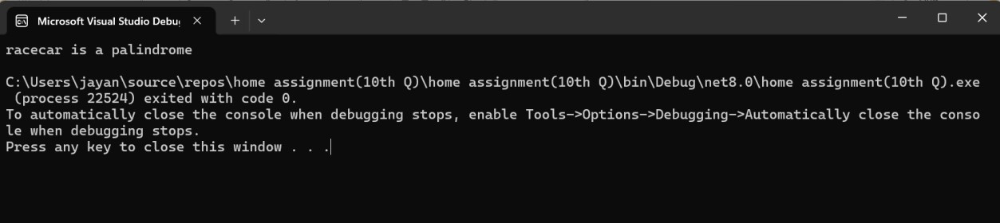 Microsoft Visual Studio Debu
racecar is a palindrome
C:\Users\jayan\source\repos\home assignment(10th Q)\home assignment(10th Q)\bin\Debug\net8.0\home assignment(10th Q).exe
(process 22524) exited with code 0.
To automatically close the console when debugging stops, enable Tools->Options->Debugging->Automatically close the conso
le when debugging stops.
Press any key to close this window . . .